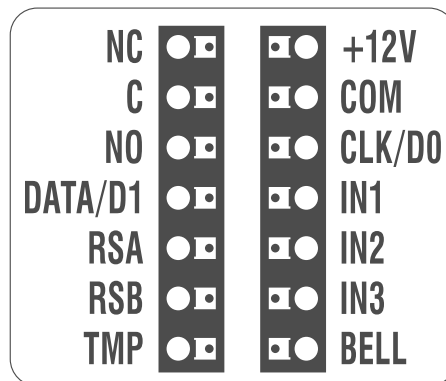 NC +12V
C COM
NO CLK/D0
DATA/D1 IN1
RSA IN2
RSB IN3
TMP BELL